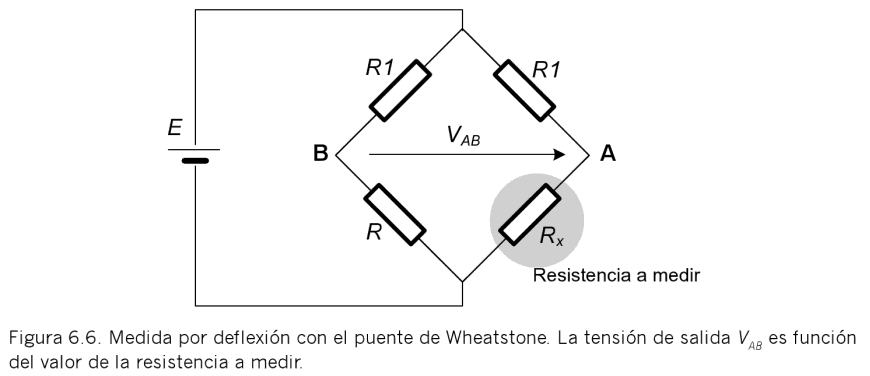 R1
R1
E
V_AB
B
A
R
R_x
Resistencia a medir
Figura 6.6. Medida por deflexión con el puente de Wheatstone. La tensión de salida V_AB es función
del valor de la resistencia a medir.